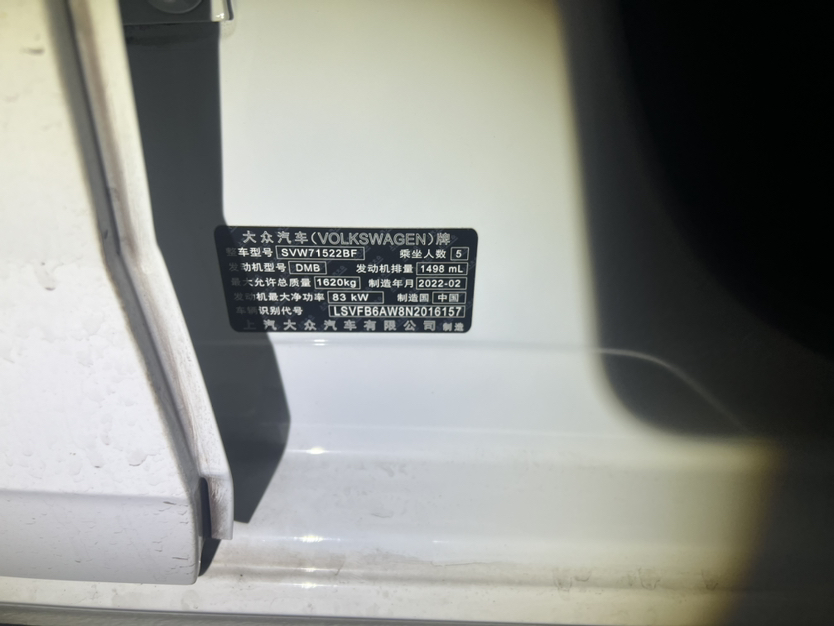 大众汽车(VOLKSWAGEN)牌
整车型号 SVW71522BF 乘坐人数 5
发动机型号 DMB 发动机排量 1498 mL
最大允许总质量 1620kg 制造年月 2022-02
发动机最大净功率 83 kW 制造国 中国
车辆识别代号 LSVFB6AW8N2016157
上汽大众汽车有限公司 制造